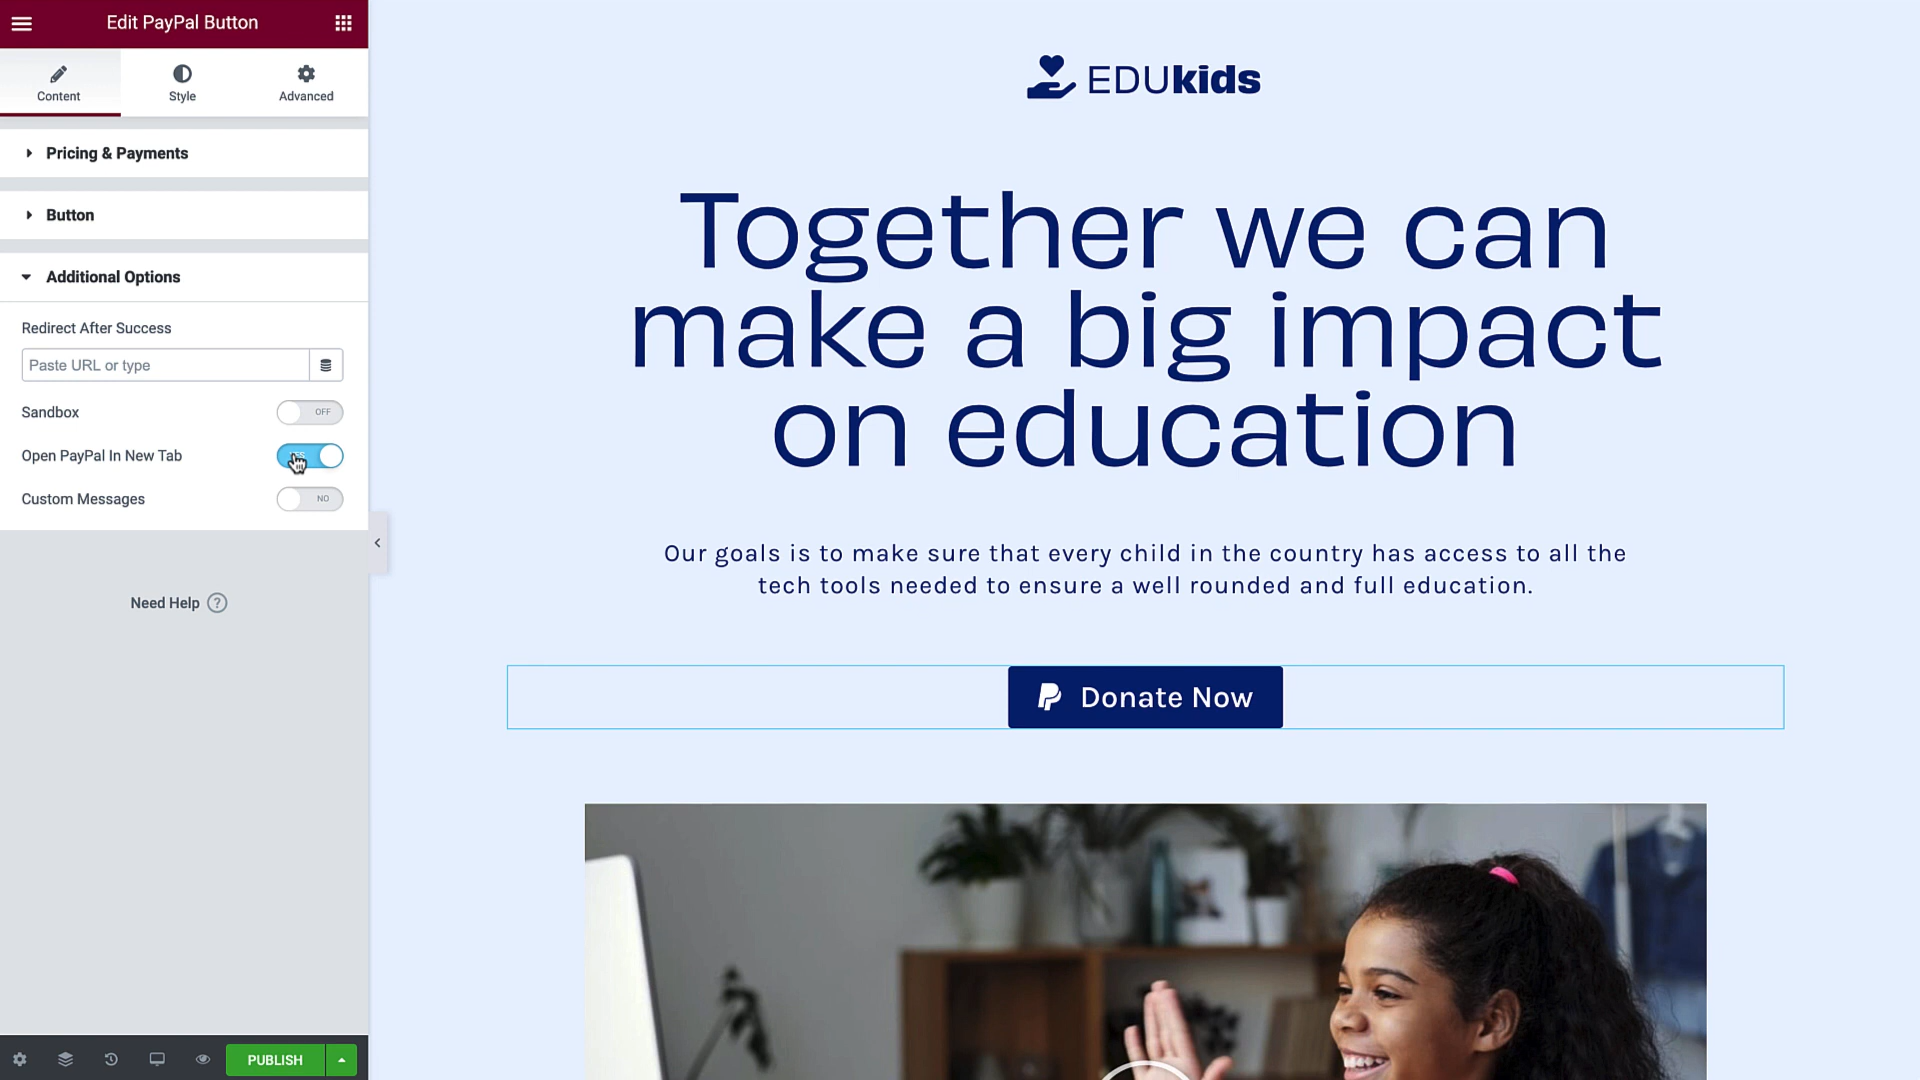 Edit PayPal Button
Content
Style
Advanced
Pricing & Payments
Button
Additional Options
Redirect After Success
Paste URL or type
Sandbox
OFF
Open PayPal In New Tab
Custom Messages
NO
Need Help ?
PUBLISH
EDUkids
Together we can
make a big impact
on education
Our goals is to make sure that every child in the country has access to all the
tech tools needed to ensure a well rounded and full education.
Donate Now